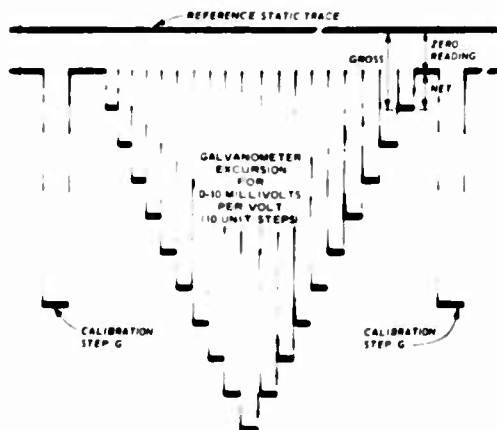 REFERENCE STATIC TRACE
GROSS
ZERO
READING
NET
GALVANOMETER
EXCURSION
FOR
0-10 MILLIVOLTS
PER VOLT
(10 UNIT STEPS)
CALIBRATION
STEP G
CALIBRATION
STEP G